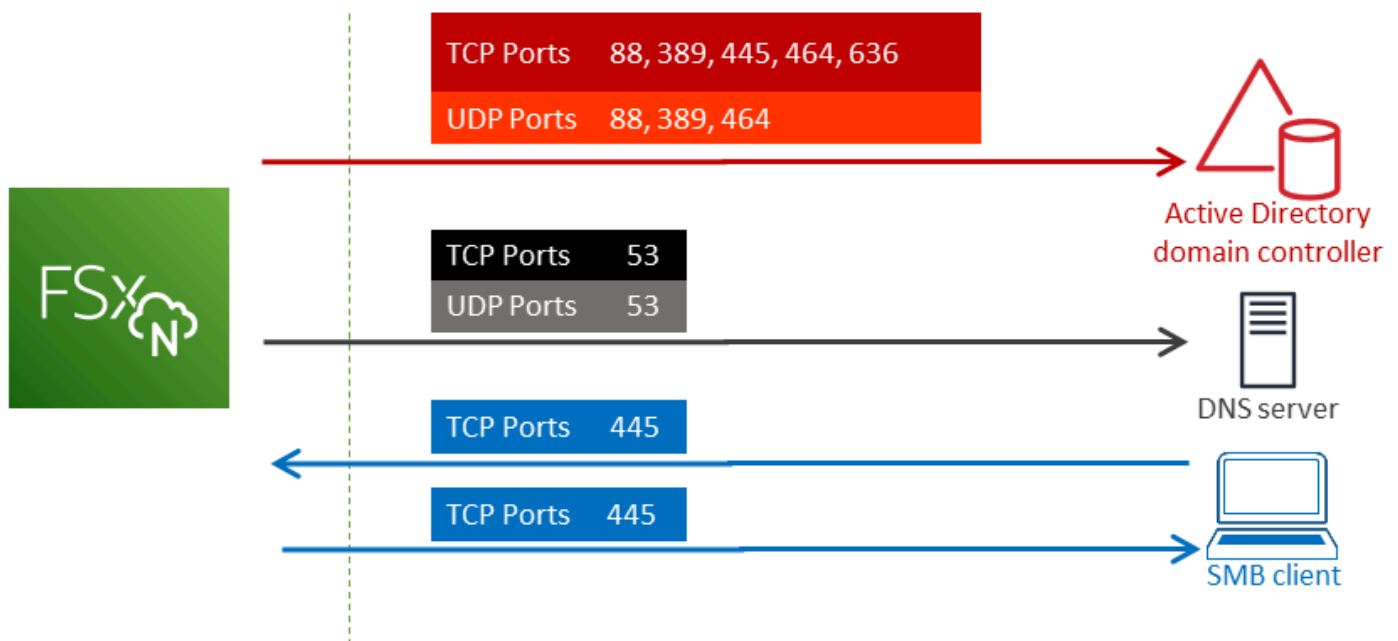 TCP Ports 88, 389, 445, 464, 636
UDP Ports 88, 389, 464
Active Directory
domain controller
FSx
N
TCP Ports 53
UDP Ports 53
DNS server
TCP Ports 445
TCP Ports 445
SMB client